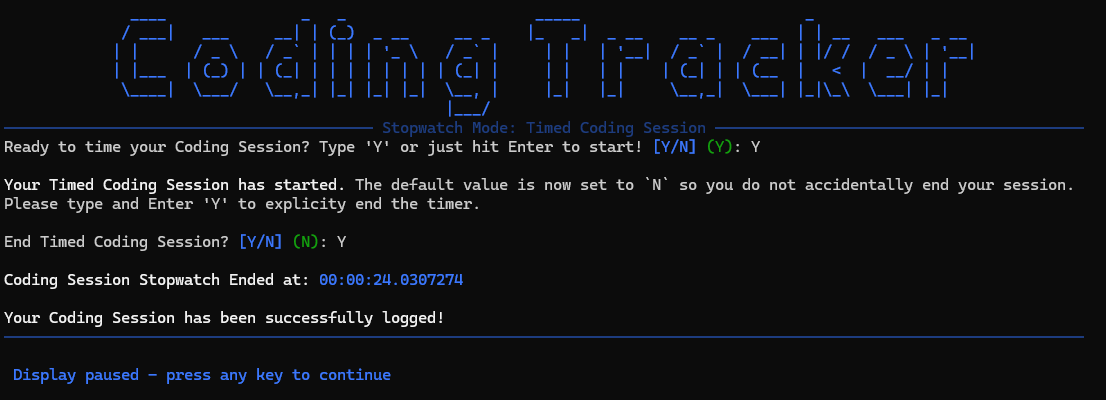 Coding Tracker
Stopwatch Mode: Timed Coding Session
Ready to time your Coding Session? Type 'Y' or just hit Enter to start! [Y/N] (Y): Y
Your Timed Coding Session has started. The default value is now set to `N` so you do not accidentally end your session.
Please type and Enter 'Y' to explicity end the timer.
End Timed Coding Session? [Y/N] (N): Y
Coding Session Stopwatch Ended at: 00:00:24.0307274
Your Coding Session has been successfully logged!
Display paused – press any key to continue